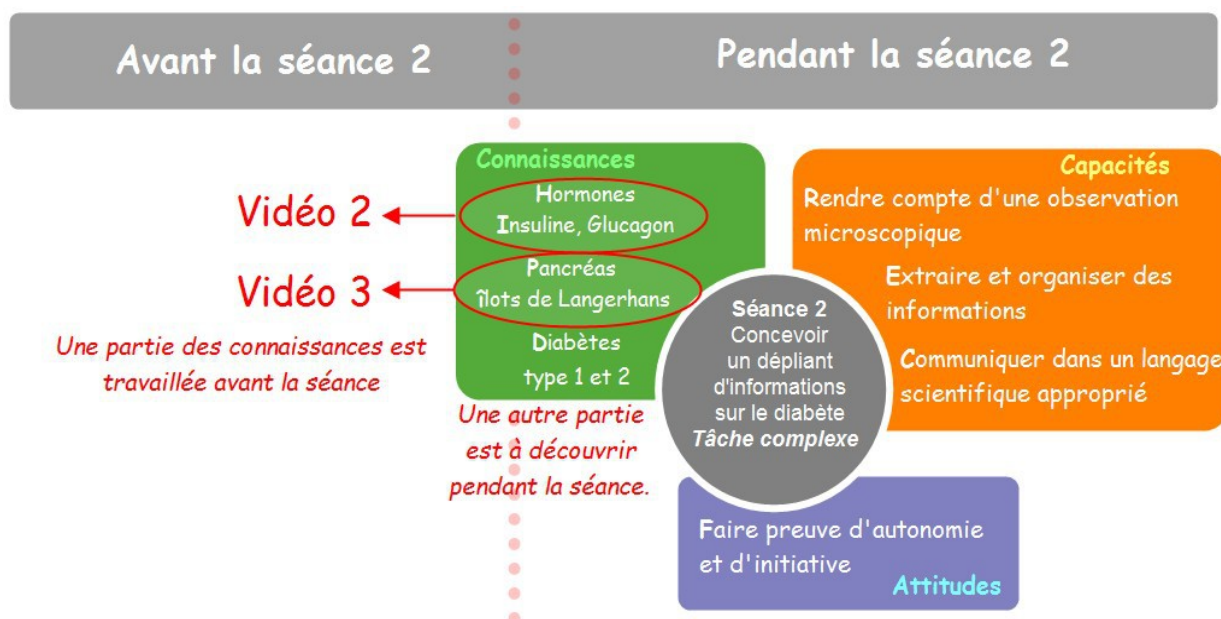 Avant la séance 2
Pendant la séance 2
Connaissances
Hormones
Insuline, Glucagon
Pancréas
îlots de Langerhans
Diabètes
type 1 et 2
Vidéo 2
Vidéo 3
Une partie des connaissances est
travaillée avant la séance
Une autre partie
est à découvrir
pendant la séance.
Séance 2
Concevoir
un dépliant
d'informations
sur le diabète
Tâche complexe
Capacités
Rendre compte d'une observation
microscopique
Extraire et organiser des
informations
Communiquer dans un langage
scientifique approprié
Faire preuve d'autonomie
et d'initiative
Attitudes